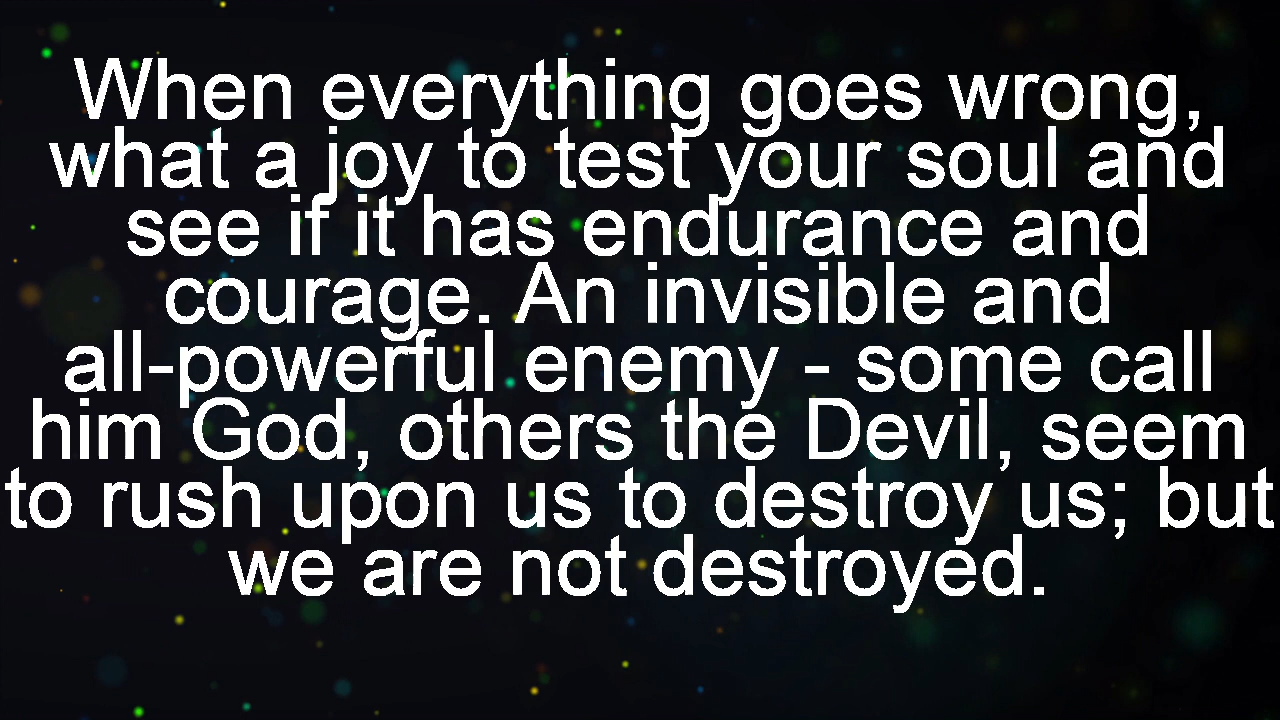 When everything goes wrong,
what a joy to test your soul and
see if it has endurance and
courage. An invisible and
all-powerful enemy - some call
him God, others the Devil, seem
to rush upon us to destroy us; but
we are not destroyed.